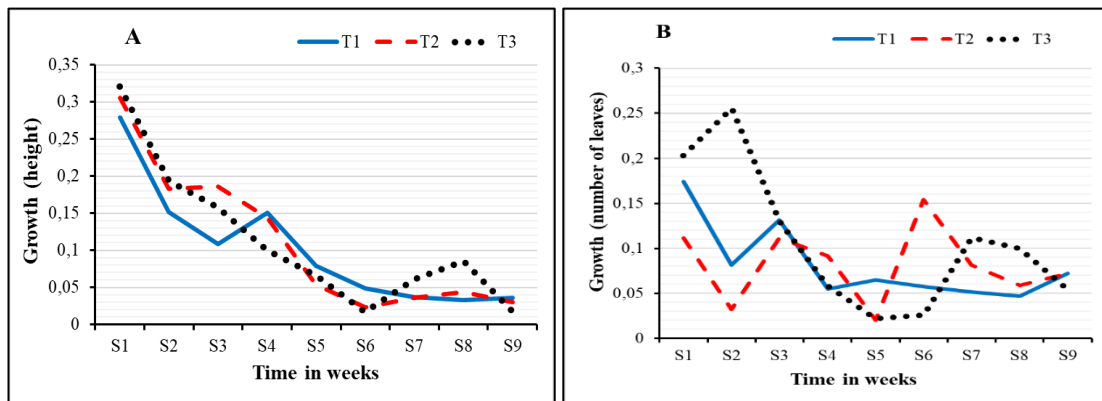 A
T1 T2 T3
Growth (height)
0,35
0,3
0,25
0,2
0,15
0,1
0,05
0
S1 S2 S3 S4 S5 S6 S7 S8 S9
Time in weeks
B
T1 T2 T3
Growth (number of leaves)
0,3
0,25
0,2
0,15
0,1
0,05
0
S1 S2 S3 S4 S5 S6 S7 S8 S9
Time in weeks